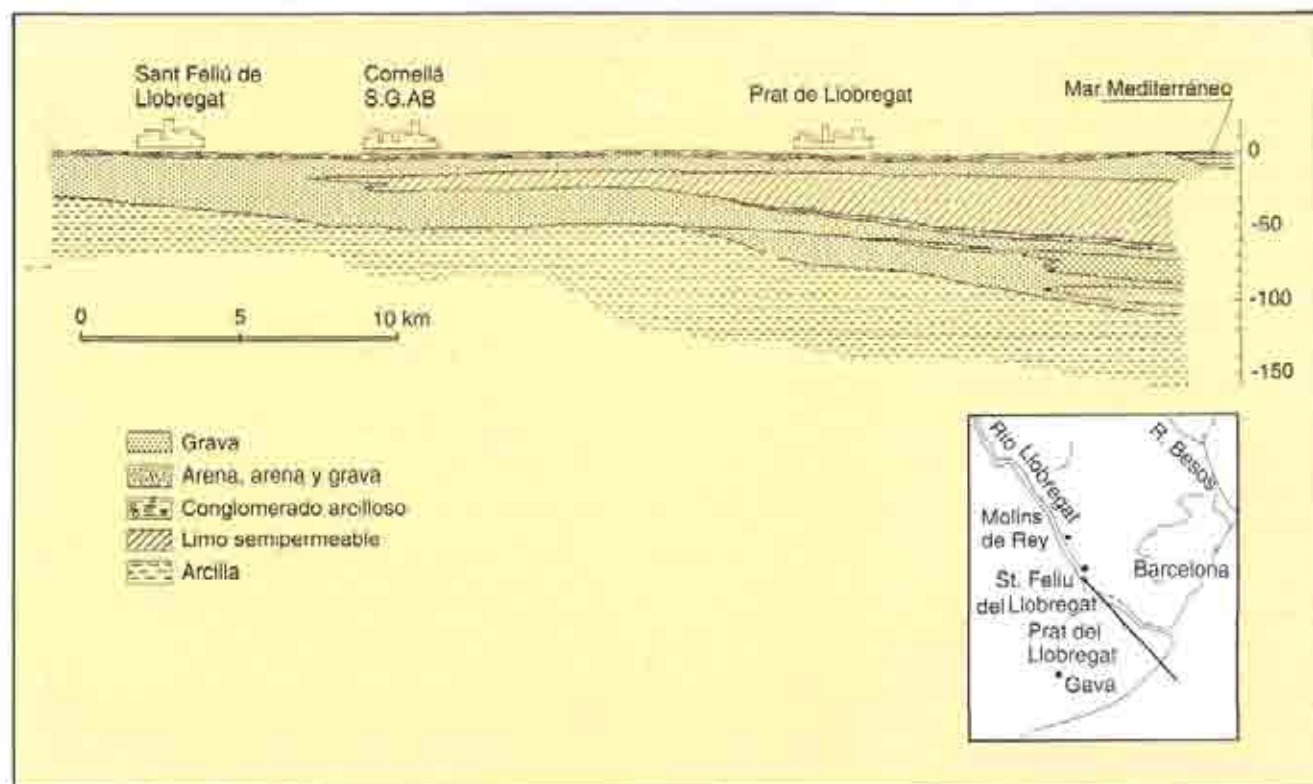 Sant Feliú de
Llobregat
Cornellá
S.G.AB
Prat de Llobregat
Mar Mediterráneo
0
-50
-100
-150
0 5 10 km
Grava
Arena, arena y grava
Conglomerado arcilloso
Limo semipermeable
Arcilla
Río Llobregat
R. Besos
Molins
de Rey
Barcelona
St. Feliu
del Llobregat
Prat del
Llobregat
Gavá